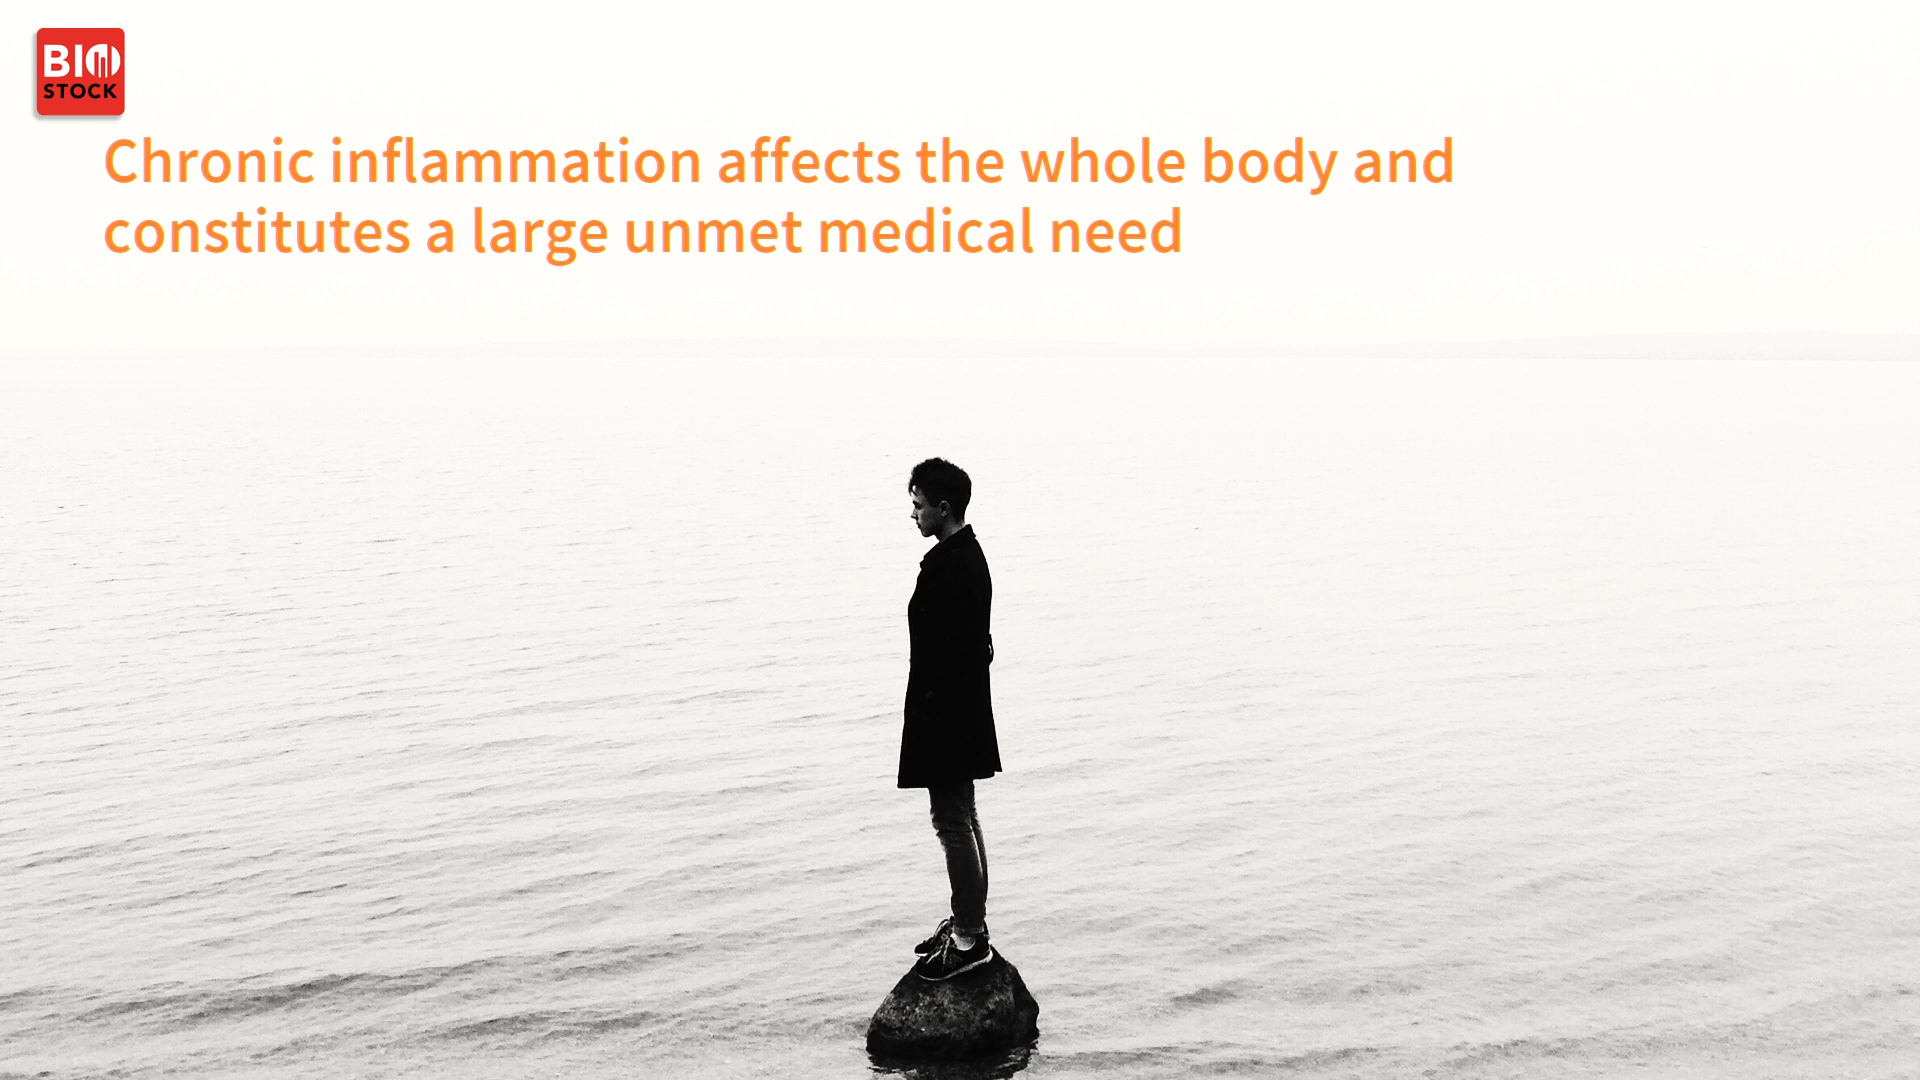 BIO
STOCK
Chronic inflammation affects the whole body and
constitutes a large unmet medical need